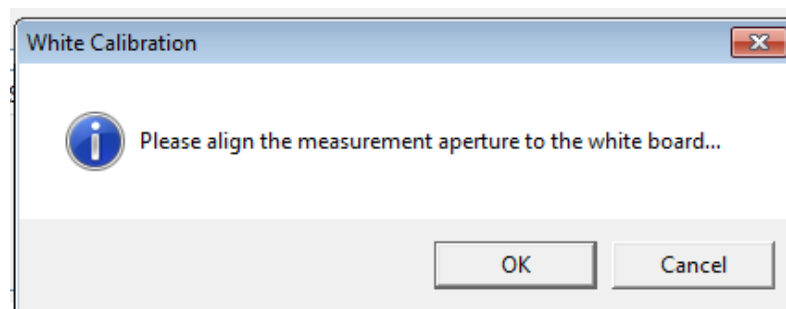 White Calibration
Please align the measurement aperture to the white board...
OK
Cancel